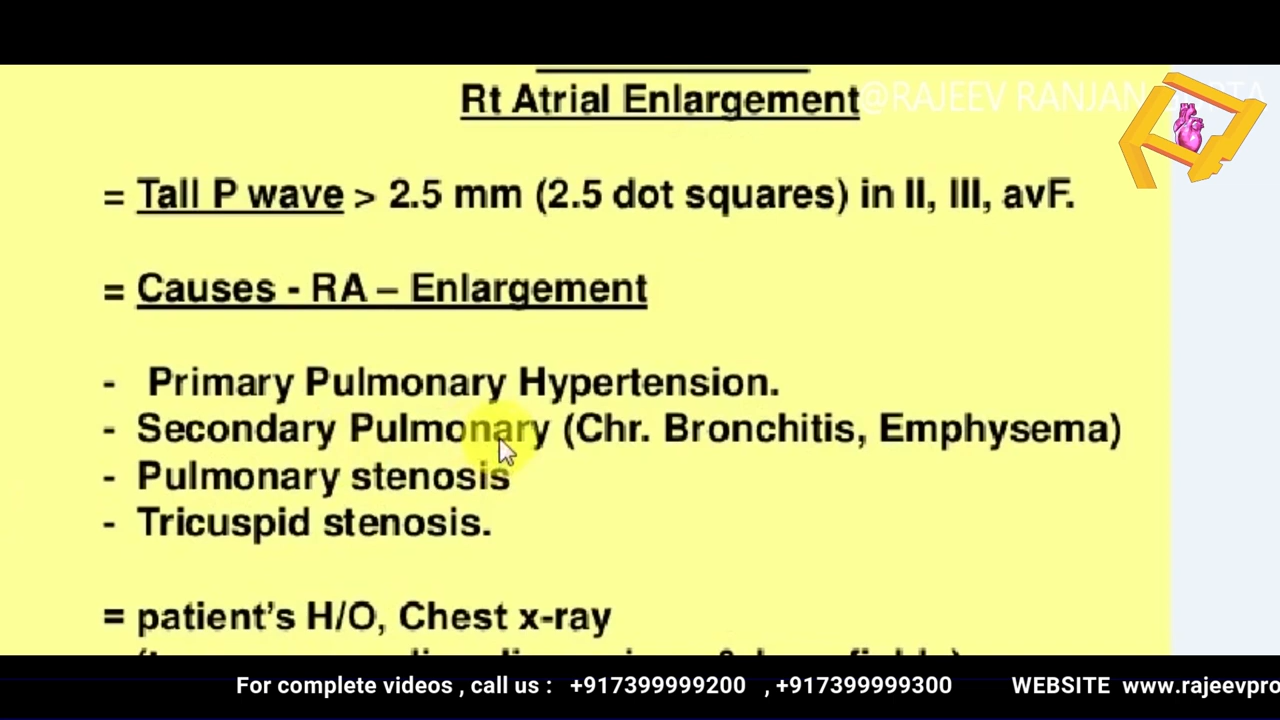 Rt Atrial Enlargement
@RAJEEV RANJAN
= Tall P wave > 2.5 mm (2.5 dot squares) in II, III, avF.
= Causes - RA – Enlargement
- Primary Pulmonary Hypertension.
- Secondary Pulmonary (Chr. Bronchitis, Emphysema)
- Pulmonary stenosis
- Tricuspid stenosis.
= patient's H/O, Chest x-ray
For complete videos , call us : +917399999200 , +917399999300 WEBSITE www.rajeevpro